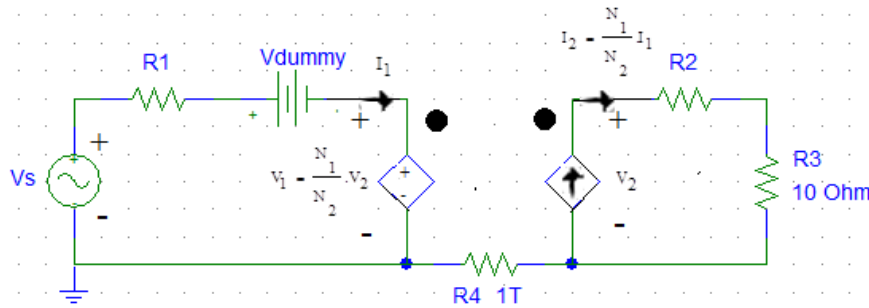 I₂ = N₁/N₂ I₁
R1
Vdummy
I₁
R2
+
+
+
+
Vs
-
V₁ = N₁/N₂ .V₂
+
-
V₂
R3
10 Ohm
-
-
R4 1T